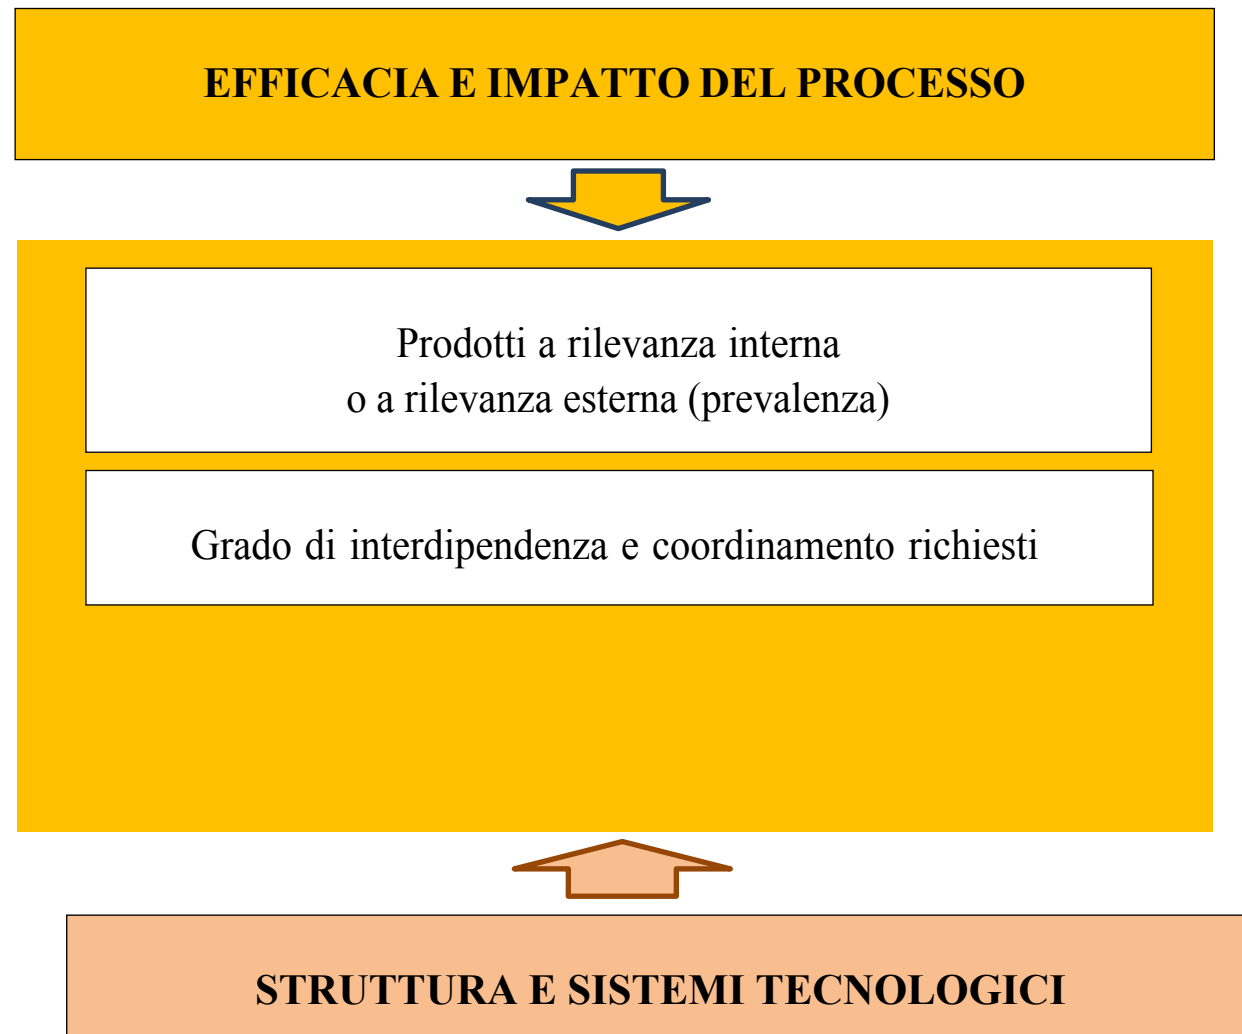 EFFICACIA E IMPATTO DEL PROCESSO
Prodotti a rilevanza interna
o a rilevanza esterna (prevalenza)
Grado di interdipendenza e coordinamento richiesti
STRUTTURA E SISTEMI TECNOLOGICI